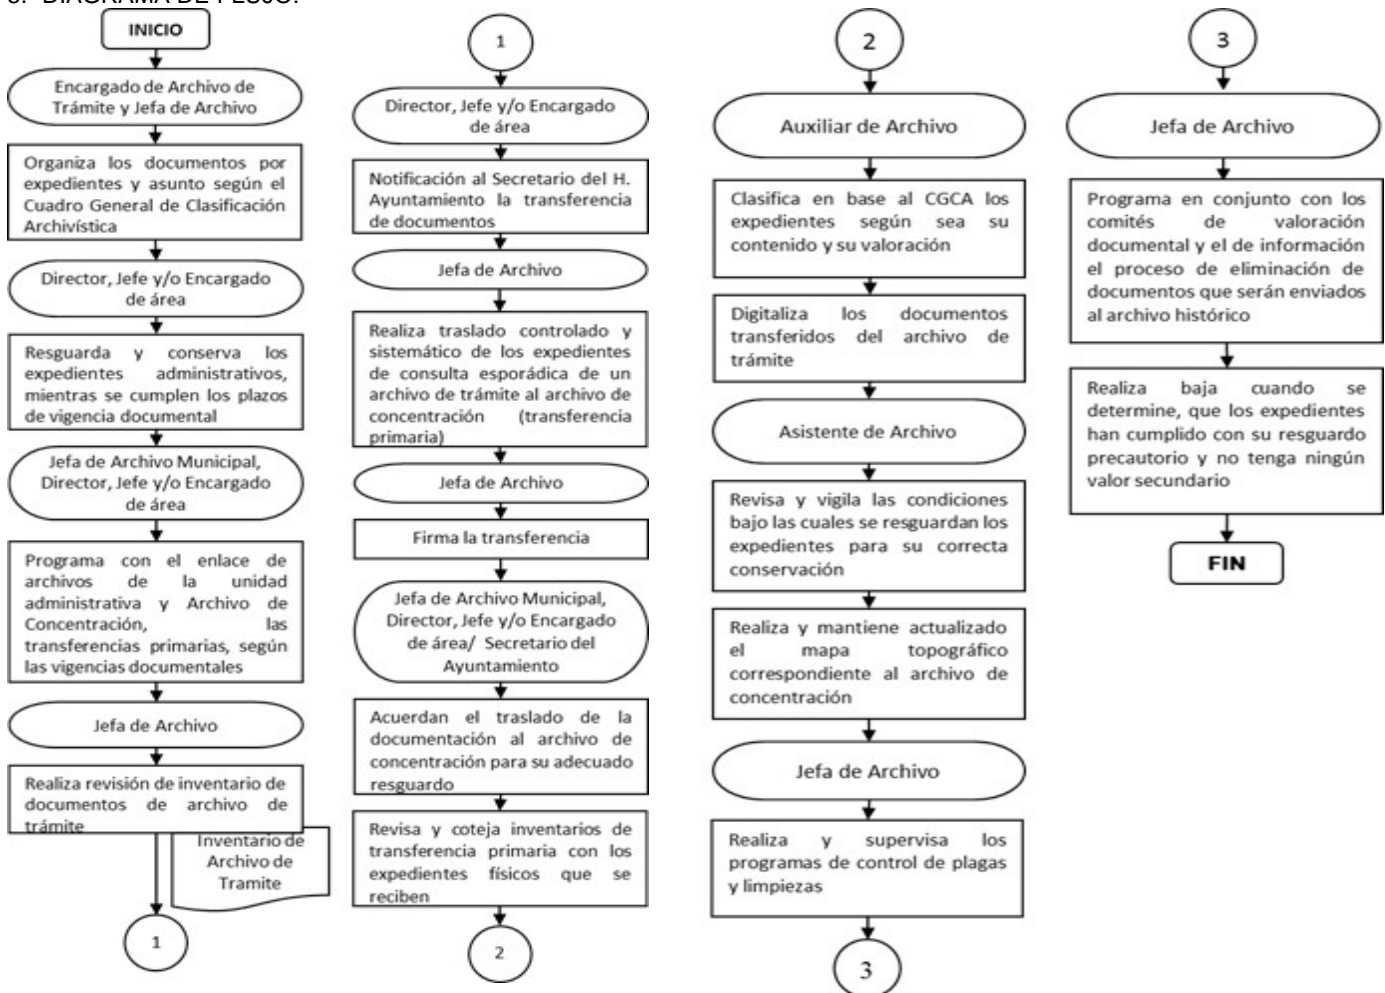 INICIO
Encargado de Archivo de
Trámite y Jefa de Archivo
Organiza los documentos por
expedientes y asunto según el
Cuadro General de Clasificación
Archivística
Director, Jefe y/o Encargado
de área
Resguarda y conserva los
expedientes administrativos,
mientras se cumplen los plazos
de vigencia documental
Jefa de Archivo Municipal,
Director, Jefe y/o Encargado
de área
Programa con el enlace de
archivos de la unidad
administrativa y Archivo de
Concentración, las
transferencias primarias, según
las vigencias documentales
Jefa de Archivo
Realiza revisión de inventario de
documentos de archivo de
trámite
Inventario de
Archivo de
Tramite
1
1
Director, Jefe y/o Encargado
de área
Notificación al Secretario del H.
Ayuntamiento la transferencia
de documentos
Jefa de Archivo
Realiza traslado controlado y
sistemático de los expedientes
de consulta esporádica de un
archivo de trámite al archivo de
concentración (transferencia
primaria)
Jefa de Archivo
Firma la transferencia
Jefa de Archivo Municipal,
Director, Jefe y/o Encargado
de área/ Secretario del
Ayuntamiento
Acuerdan el traslado de la
documentación al archivo de
concentración para su adecuado
resguardo
Revisa y coteja inventarios de
transferencia primaria con los
expedientes físicos que se
reciben
2
2
Auxiliar de Archivo
Clasifica en base al CGCA los
expedientes según sea su
contenido y su valoración
Digitaliza los documentos
transferidos del archivo de
trámite
Asistente de Archivo
Revisa y vigila las condiciones
bajo las cuales se resguardan los
expedientes para su correcta
conservación
Realiza y mantiene actualizado
el mapa topográfico
correspondiente al archivo de
concentración
Jefa de Archivo
Realiza y supervisa los
programas de control de plagas
y limpiezas
3
3
Jefa de Archivo
Programa en conjunto con los
comités de valoración
documental y el de información
el proceso de eliminación de
documentos que serán enviados
al archivo histórico
Realiza baja cuando se
determine, que los expedientes
han cumplido con su resguardo
precautorio y no tenga ningún
valor secundario
FIN